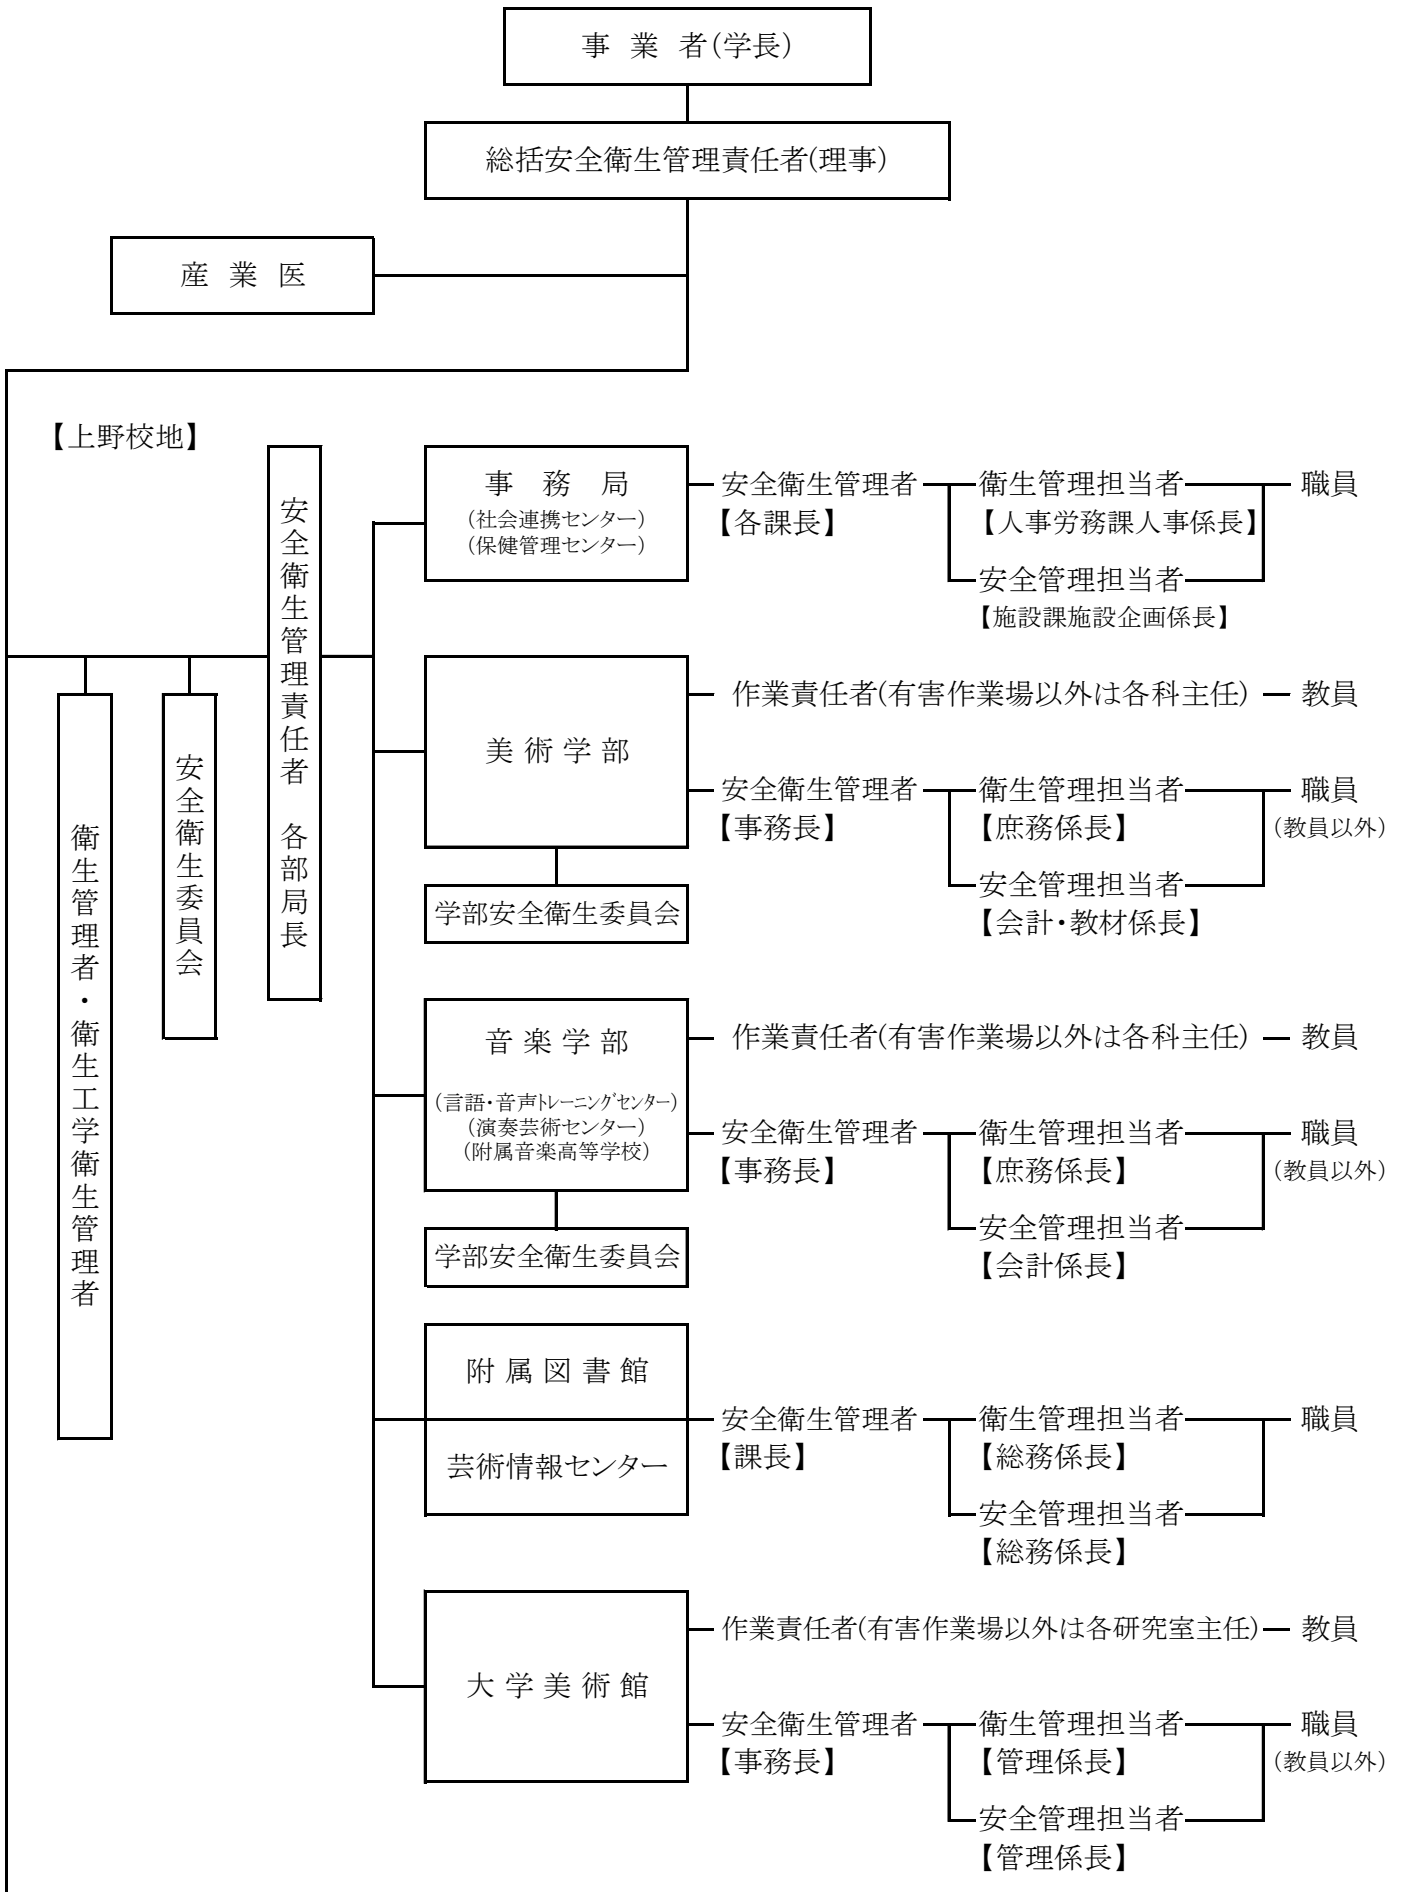 事 業 者(学長)
総括安全衛生管理責任者(理事)
産 業 医
【上野校地】
衛生管理者・衛生工学衛生管理者
安全衛生委員会
安全衛生管理責任者 各部局長
事 務 局
(社会連携センター)
(保健管理センター)
安全衛生管理者
【各課長】
衛生管理担当者
【人事労務課人事係長】
安全管理担当者
【施設課施設企画係長】
職員
美 術 学 部
作業責任者(有害作業場以外は各科主任)
教員
安全衛生管理者
【事務長】
衛生管理担当者
【庶務係長】
安全管理担当者
【会計・教材係長】
職員
(教員以外)
学部安全衛生委員会
音 楽 学 部
(言語・音声トレーニングセンター)
(演奏芸術センター)
(附属音楽高等学校)
作業責任者(有害作業場以外は各科主任)
教員
安全衛生管理者
【事務長】
衛生管理担当者
【庶務係長】
安全管理担当者
【会計係長】
職員
(教員以外)
学部安全衛生委員会
附 属 図 書 館
芸術情報センター
安全衛生管理者
【課長】
衛生管理担当者
【総務係長】
安全管理担当者
【総務係長】
職員
大 学 美 術 館
作業責任者(有害作業場以外は各研究室主任)
教員
安全衛生管理者
【事務長】
衛生管理担当者
【管理係長】
安全管理担当者
【管理係長】
職員
(教員以外)